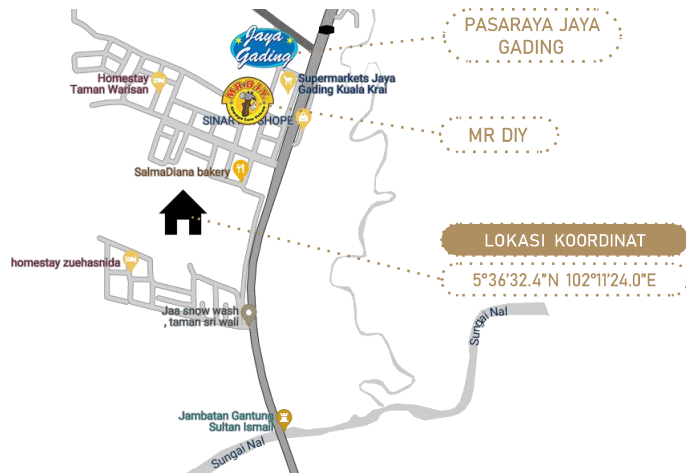 PASARAYA JAYA
GADING
Jaya
Gading
Homestay
Taman Warisan
Supermarkets Jaya
Gading Kuala Krai
MR.D.I.Y.
SINAR
SHOPE
MR DIY
SalmaDiana bakery
LOKASI KOORDINAT
5°36'32.4"N 102°11'24.0"E
homestay zuehasnida
Jaa snow wash
, taman sri wali
Sungai Nal
Jambatan Gantung
Sultan Ismail
Sungai Nal